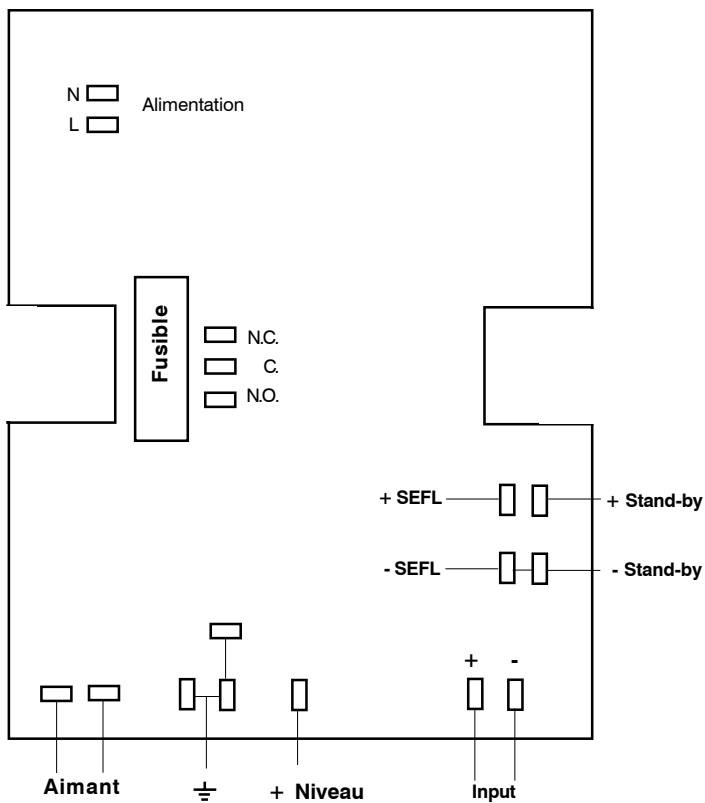 N
Alimentation
L
Fusible
N.C.
C.
N.O.
+ SEFL
+ Stand-by
- SEFL
- Stand-by
+ -
Aimant
+ Niveau
Input